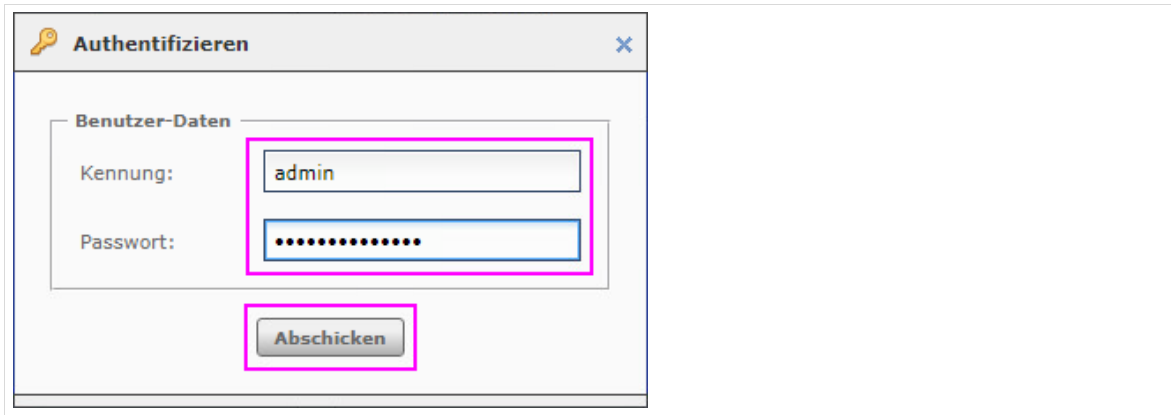 Authentifizieren
Benutzer-Daten
Kennung: admin
Passwort: ••••••••••••••
Abschicken